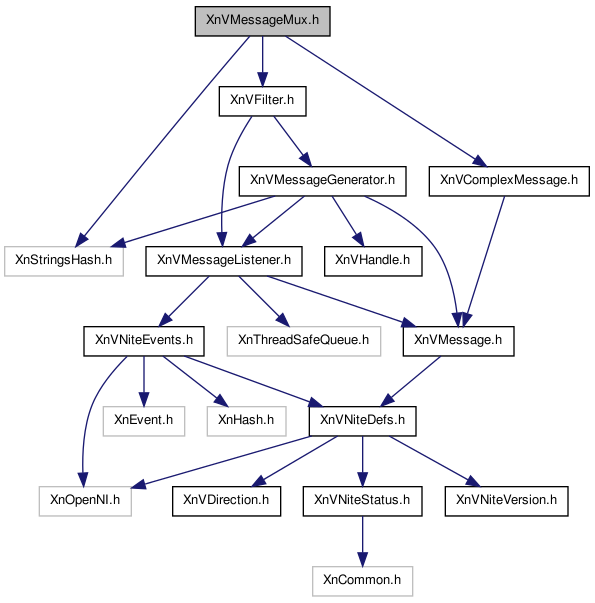 XnVMessageMux.h
XnVFilter.h
XnVMessageGenerator.h
XnVComplexMessage.h
XnStringsHash.h
XnVMessageListener.h
XnVHandle.h
XnVNiteEvents.h
XnThreadSafeQueue.h
XnVMessage.h
XnEvent.h
XnHash.h
XnVNiteDefs.h
XnOpenNI.h
XnVDirection.h
XnVNiteStatus.h
XnVNiteVersion.h
XnCommon.h